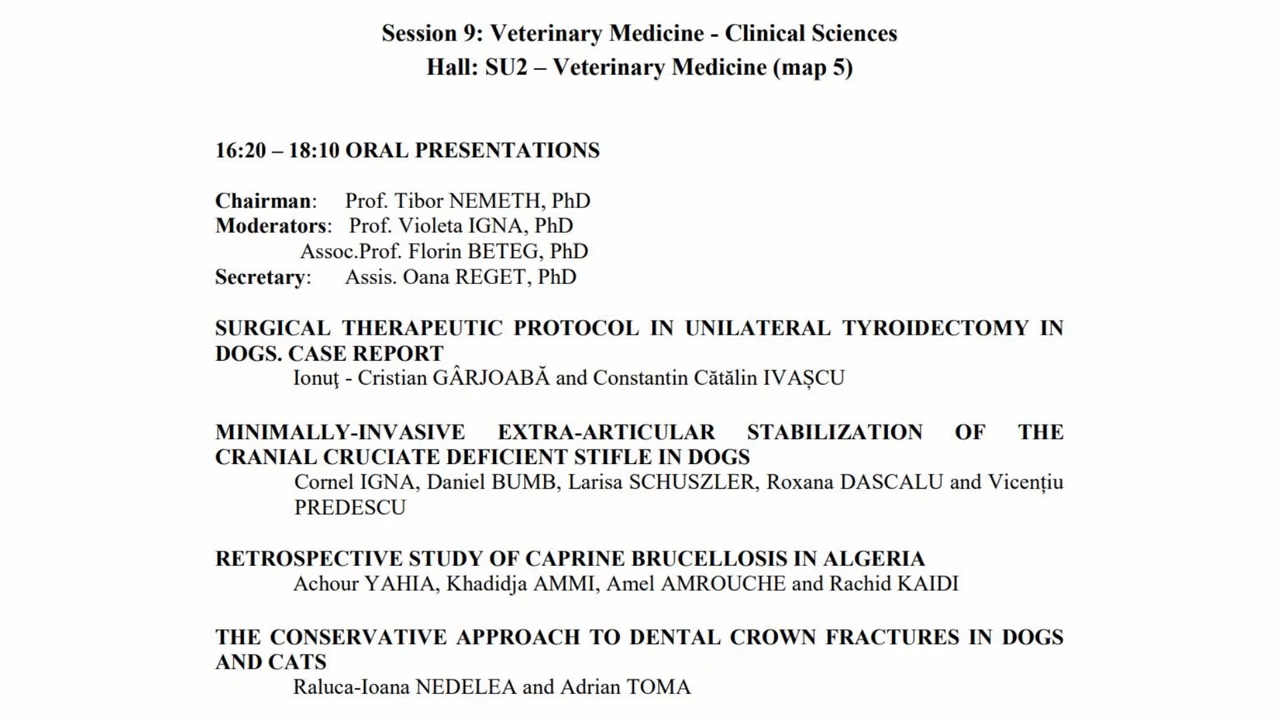 Session 9: Veterinary Medicine - Clinical Sciences
Hall: SU2 – Veterinary Medicine (map 5)
16:20 – 18:10 ORAL PRESENTATIONS
Chairman: Prof. Tibor NEMETH, PhD
Moderators: Prof. Violeta IGNA, PhD
Assoc.Prof. Florin BETEG, PhD
Secretary: Assis. Oana REGET, PhD
SURGICAL THERAPEUTIC PROTOCOL IN UNILATERAL TYROIDECTOMY IN
DOGS. CASE REPORT
Ionuţ - Cristian GÂRJOABĂ and Constantin Cătălin IVAȘCU
MINIMALLY-INVASIVE EXTRA-ARTICULAR STABILIZATION OF THE
CRANIAL CRUCIATE DEFICIENT STIFLE IN DOGS
Cornel IGNA, Daniel BUMB, Larisa SCHUSZLER, Roxana DASCALU and Vicențiu
PREDESCU
RETROSPECTIVE STUDY OF CAPRINE BRUCELLOSIS IN ALGERIA
Achour YAHIA, Khadidja AMMI, Amel AMROUCHE and Rachid KAIDI
THE CONSERVATIVE APPROACH TO DENTAL CROWN FRACTURES IN DOGS
AND CATS
Raluca-Ioana NEDELEA and Adrian TOMA